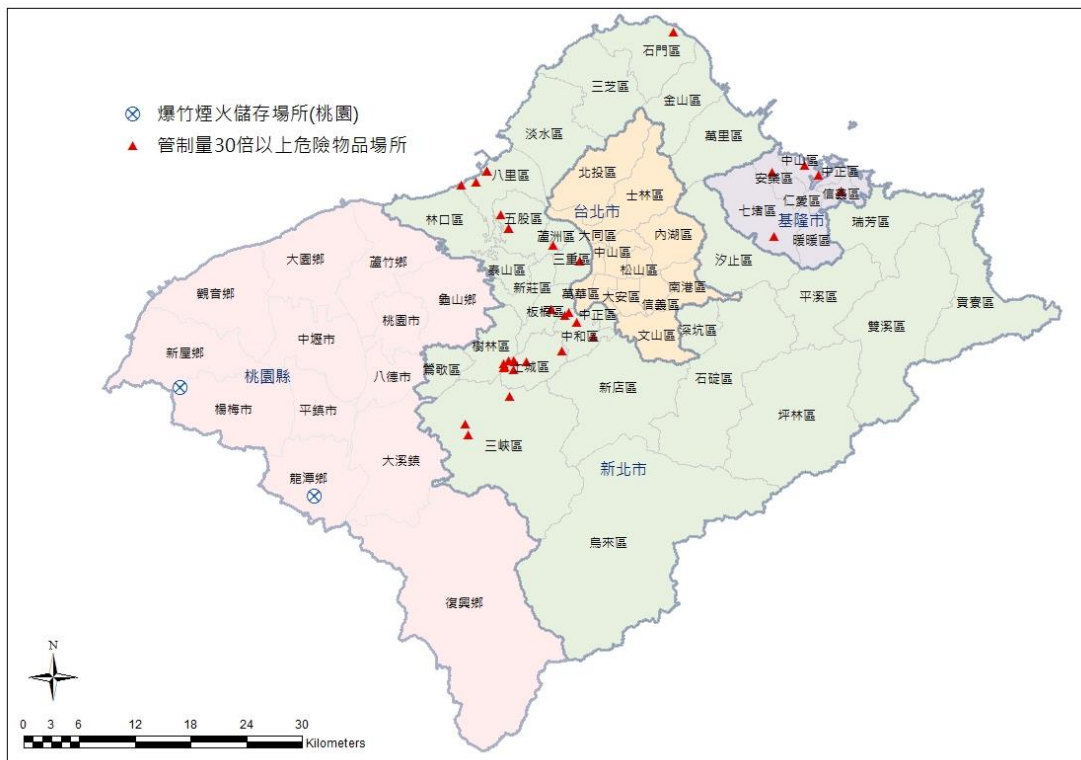 爆竹煙火儲存場所(桃園)
管制量30倍以上危險物品場所
石門區
三芝區
金山區
淡水區
萬里區
北投區
中山區
八里區
安樂區
中正區
士林區
信義區
林口區
五股區
台北市
七堵區
仁愛區
基隆市
瑞芳區
蘆洲區
大同區
內湖區
暖暖區
大園鄉
蘆竹鄉
三重區
中山區
汐止區
泰山區
松山區
觀音鄉
龜山鄉
新莊區
萬華區
大安區
南港區
平溪區
貢寮區
桃園市
板橋區
中正區
信義區
雙溪區
中壢市
中和區
文山區
深坑區
新屋鄉
樹林區
桃園縣
八德市
鶯歌區
土城區
新店區
石碇區
楊梅市
平鎮市
坪林區
三峽區
大溪鎮
新北市
龍潭鄉
烏來區
復興鄉
N
0 3 6 12 18 24 30
Kilometers